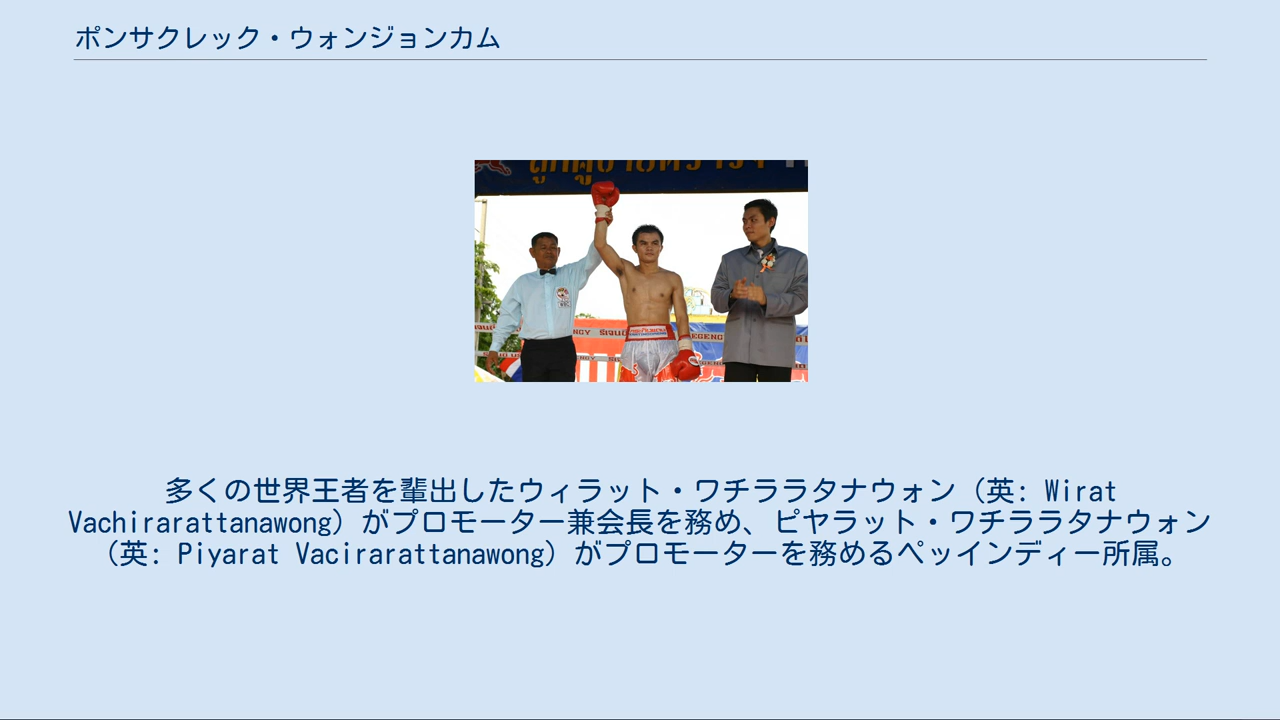 ポンサクレック・ウォンジョンカム
多くの世界王者を輩出したウィラット・ワチララタナウォン（英: Wirat
Vachirarattanawong）がプロモーター兼会長を務め、ピヤラット・ワチララタナウォン
（英: Piyarat Vacirarattanawong）がプロモーターを務めるペッインディー所属。